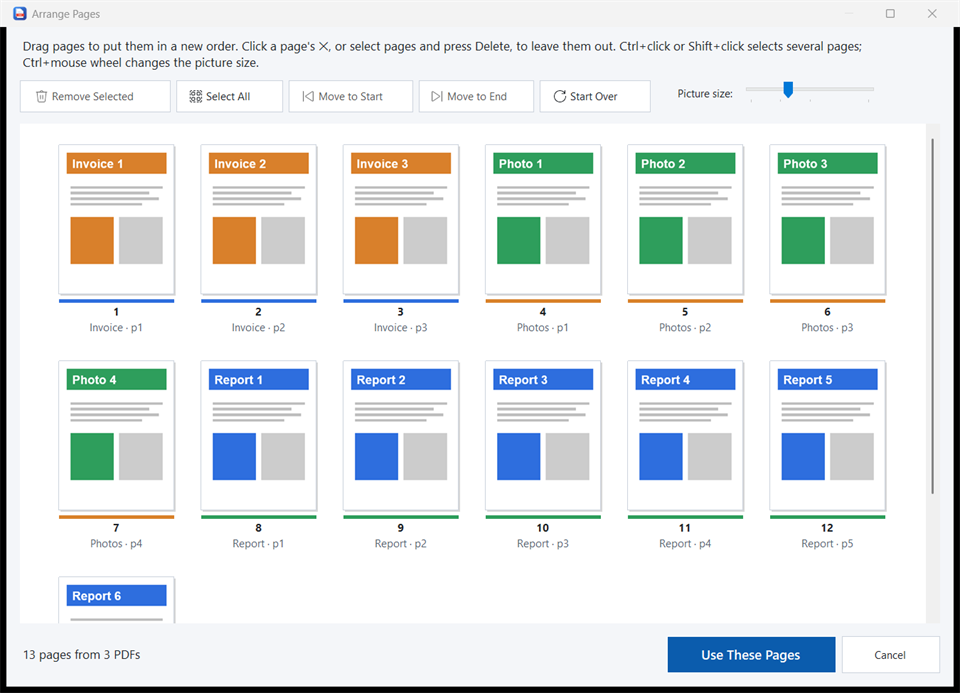 Arrange Pages
Drag pages to put them in a new order. Click a page's ✕, or select pages and press Delete, to leave them out. Ctrl+click or Shift+click selects several pages;
Ctrl+mouse wheel changes the picture size.
Remove Selected
Select All
Move to Start
Move to End
Start Over
Picture size:
Invoice 1
Invoice 2
Invoice 3
Photo 1
Photo 2
Photo 3
1
2
3
4
5
6
Invoice · p1
Invoice · p2
Invoice · p3
Photos · p1
Photos · p2
Photos · p3
Photo 4
Report 1
Report 2
Report 3
Report 4
Report 5
7
8
9
10
11
12
Photos · p4
Report · p1
Report · p2
Report · p3
Report · p4
Report · p5
Report 6
13 pages from 3 PDFs
Use These Pages
Cancel